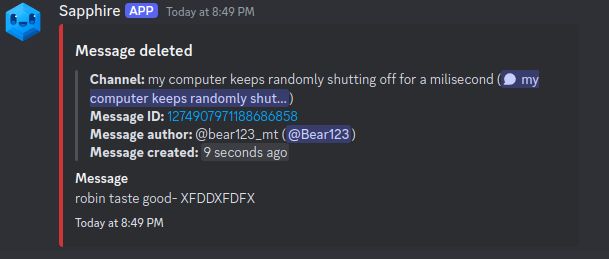 Sapphire APP Today at 8:49 PM
Message deleted
Channel: my computer keeps randomly shutting off for a milisecond ( my
computer keeps randomly shut...)
Message ID: 1274907971188686858
Message author: @bear123_mt (@Bear123)
Message created: 9 seconds ago
Message
robin taste good- XFDDXFDFX
Today at 8:49 PM